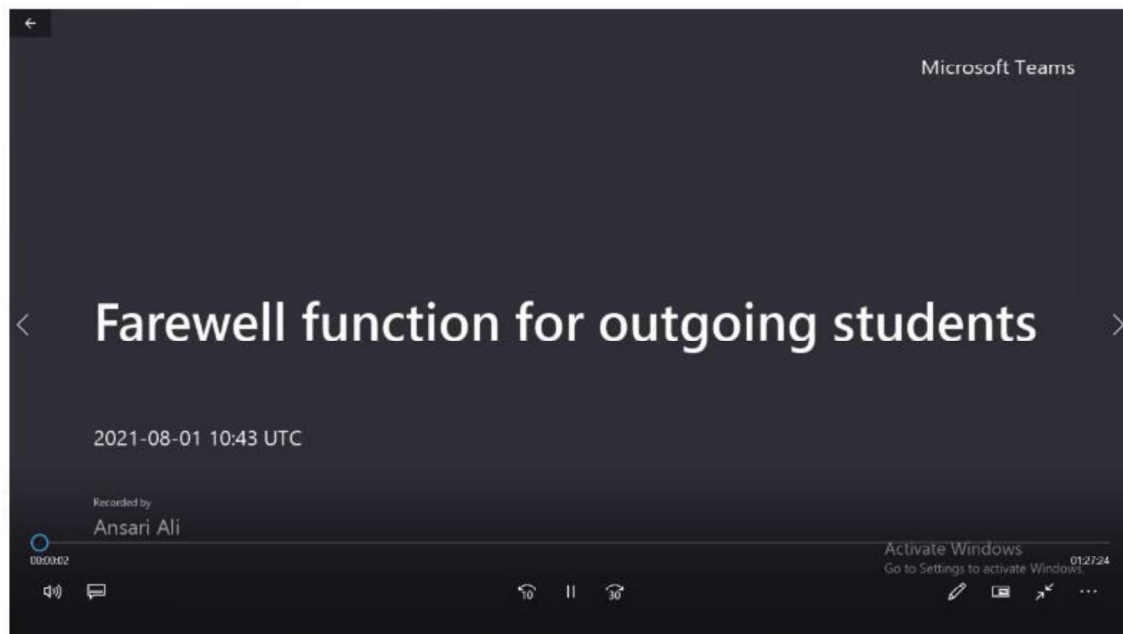 Microsoft Teams
Farewell function for outgoing students
2021-08-01 10:43 UTC
Recorded by
Ansari Ali
Activate Windows
00:00:02
01:27:24
Go to Settings to activate Windows.
10
30